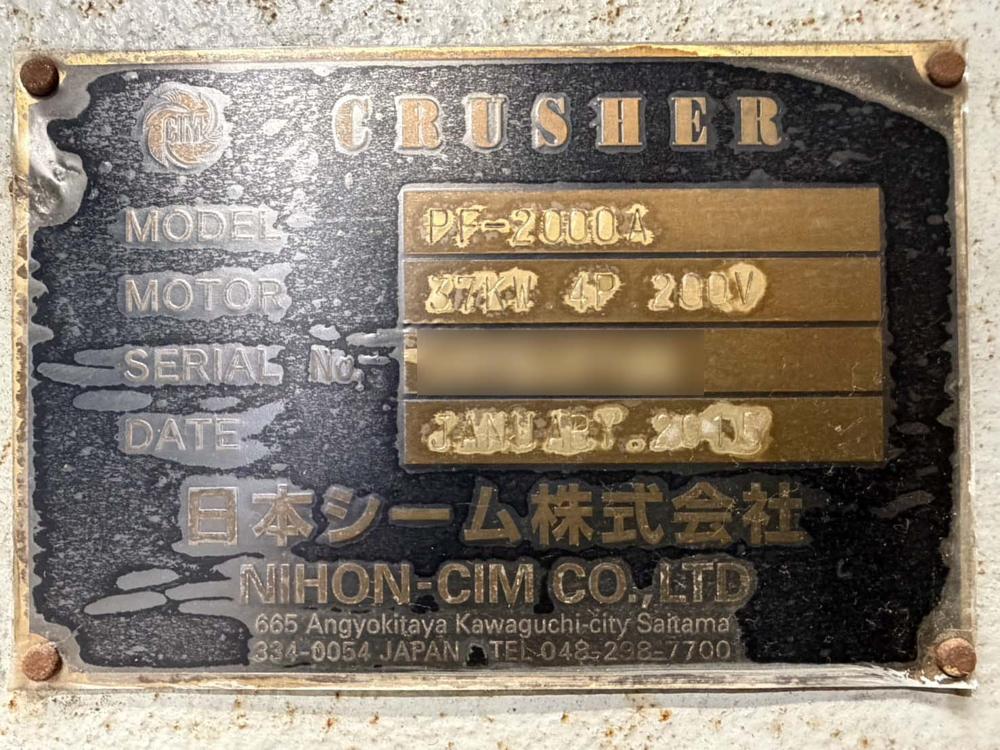 CIM CRUSHER
MODEL PF-2000A
MOTOR 37KW 4P 200V
SERIAL No.
DATE JANUARY.
日本シーム株式会社
NIHON-CIM CO.,LTD
665 Angyokitaya Kawaguchi-city Saitama
334-0054 JAPAN TEL 048-298-7700